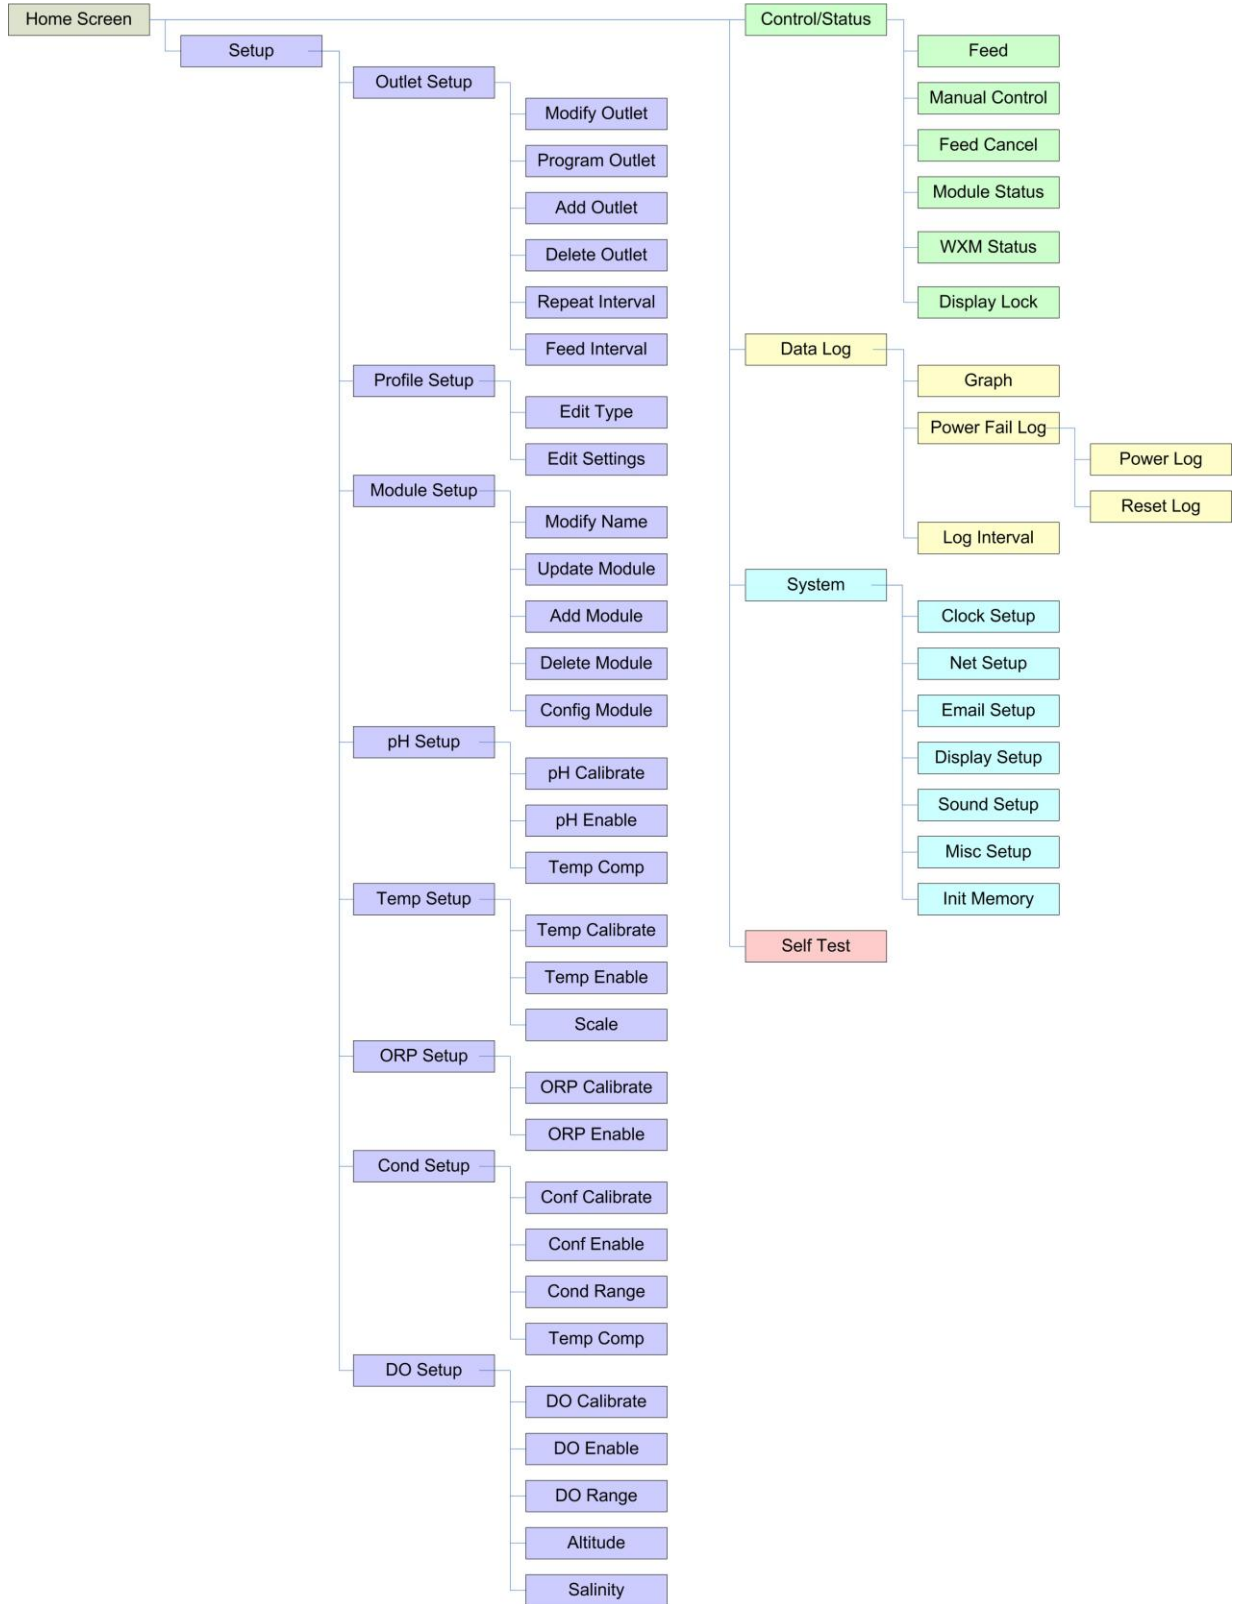 Home Screen
Setup
Outlet Setup
Modify Outlet
Program Outlet
Add Outlet
Delete Outlet
Repeat Interval
Feed Interval
Profile Setup
Edit Type
Edit Settings
Module Setup
Modify Name
Update Module
Add Module
Delete Module
Config Module
pH Setup
pH Calibrate
pH Enable
Temp Comp
Temp Setup
Temp Calibrate
Temp Enable
Scale
ORP Setup
ORP Calibrate
ORP Enable
Cond Setup
Conf Calibrate
Conf Enable
Cond Range
Temp Comp
DO Setup
DO Calibrate
DO Enable
DO Range
Altitude
Salinity
Control/Status
Feed
Manual Control
Feed Cancel
Module Status
WXM Status
Display Lock
Data Log
Graph
Power Fail Log
Power Log
Reset Log
Log Interval
System
Clock Setup
Net Setup
Email Setup
Display Setup
Sound Setup
Misc Setup
Init Memory
Self Test